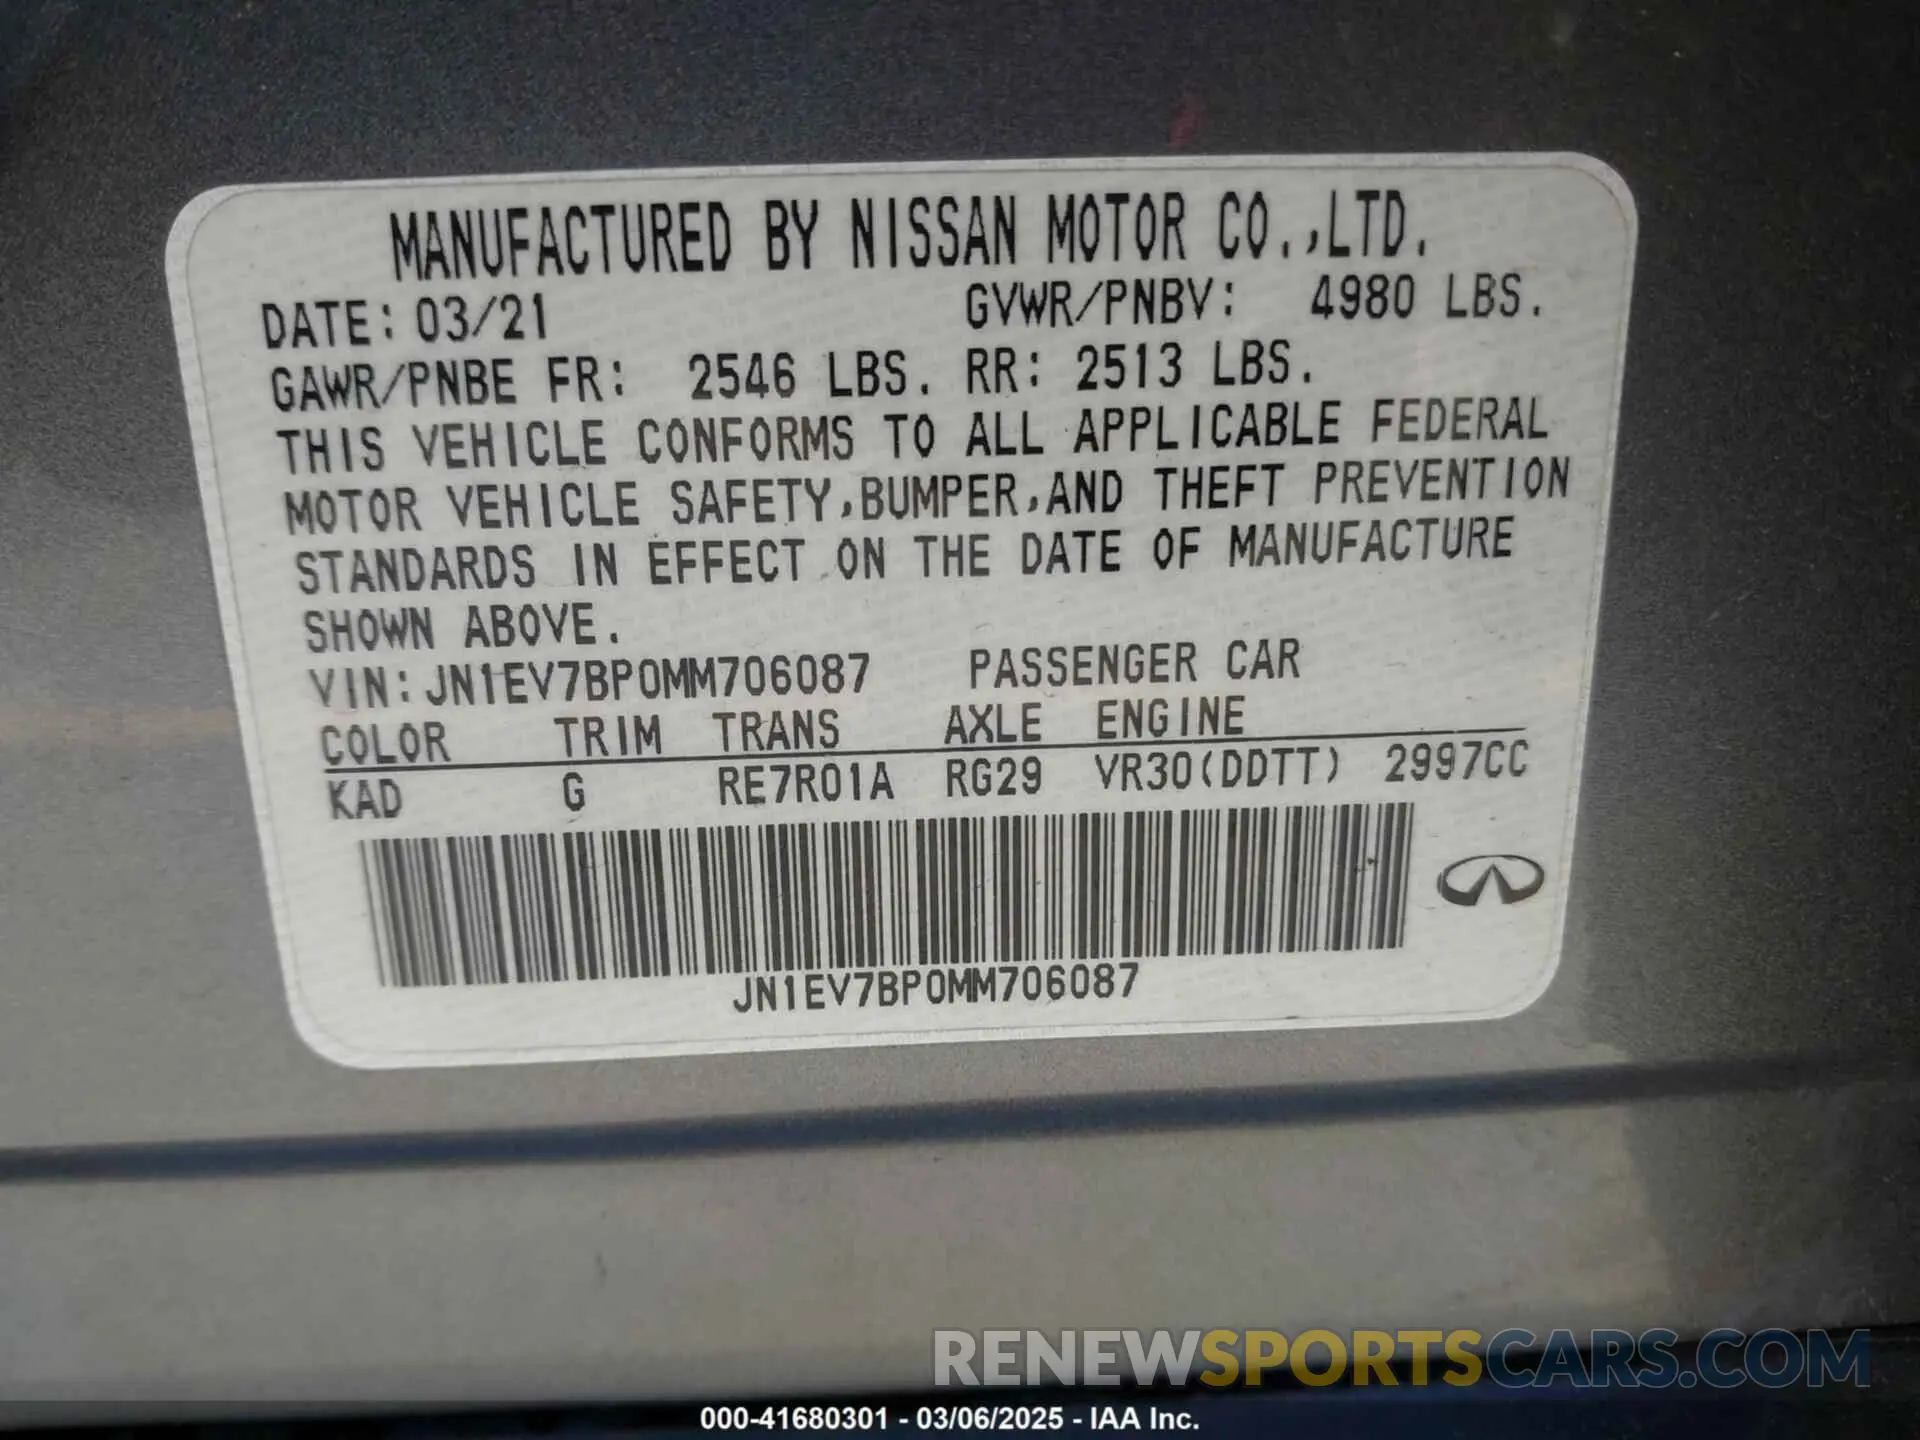 MANUFACTURED BY NISSAN MOTOR CO.,LTD.
DATE: 03/21 GVWR/PNBV: 4980 LBS.
GAWR/PNBE FR: 2546 LBS. RR: 2513 LBS.
THIS VEHICLE CONFORMS TO ALL APPLICABLE FEDERAL
MOTOR VEHICLE SAFETY,BUMPER,AND THEFT PREVENTION
STANDARDS IN EFFECT ON THE DATE OF MANUFACTURE
SHOWN ABOVE.
VIN:JN1EV7BP0MM706087 PASSENGER CAR
COLOR TRIM TRANS AXLE ENGINE
KAD G RE7R01A RG29 VR30(DDTT) 2997CC
JN1EV7BP0MM706087
RENEWSPORTSCARS.COM
000-41680301 - 03/06/2025 - IAA Inc.